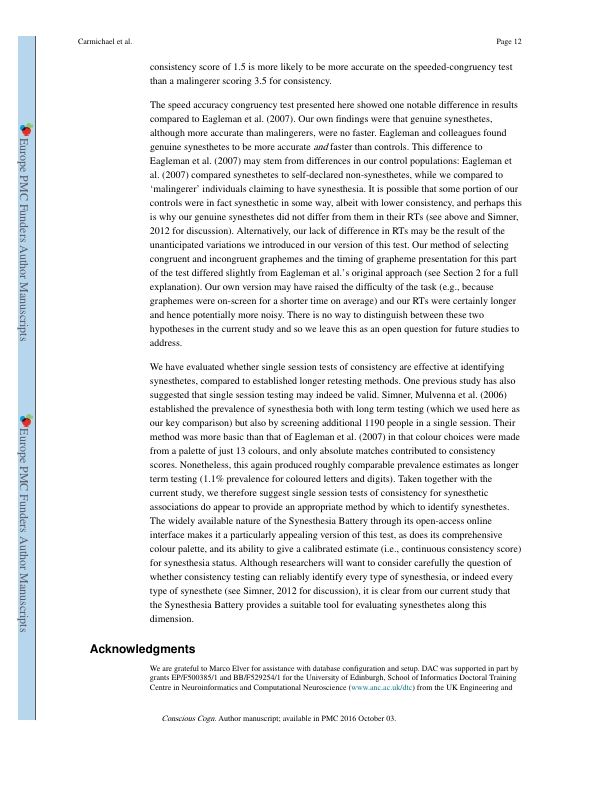 Carmichael et al.
Page 12
Europe PMC Funders Author Manuscripts
Europe PMC Funders Author Manuscripts
consistency score of 1.5 is more likely to be more accurate on the speeded-congruency test
than a malingerer scoring 3.5 for consistency.
The speed accuracy congruency test presented here showed one notable difference in results
compared to Eagleman et al. (2007). Our own findings were that genuine synesthetes,
although more accurate than malingerers, were no faster. Eagleman and colleagues found
genuine synesthetes to be more accurate and faster than controls. This difference to
Eagleman et al. (2007) may stem from differences in our control populations: Eagleman et
al. (2007) compared synesthetes to self-declared non-synesthetes, while we compared to
‘malingerer’ individuals claiming to have synesthesia. It is possible that some portion of our
controls were in fact synesthetic in some way, albeit with lower consistency, and perhaps this
is why our genuine synesthetes did not differ from them in their RTs (see above and Simner,
2012 for discussion). Alternatively, our lack of difference in RTs may be the result of the
unanticipated variations we introduced in our version of this test. Our method of selecting
congruent and incongruent graphemes and the timing of grapheme presentation for this part
of the test differed slightly from Eagleman et al.’s original approach (see Section 2 for a full
explanation). Our own version may have raised the difficulty of the task (e.g., because
graphemes were on-screen for a shorter time on average) and our RTs were certainly longer
and hence potentially more noisy. There is no way to distinguish between these two
hypotheses in the current study and so we leave this as an open question for future studies to
address.
We have evaluated whether single session tests of consistency are effective at identifying
synesthetes, compared to established longer retesting methods. One previous study has also
suggested that single session testing may indeed be valid. Simner, Mulvenna et al. (2006)
established the prevalence of synesthesia both with long term testing (which we used here as
our key comparison) but also by screening additional 1190 people in a single session. Their
method was more basic than that of Eagleman et al. (2007) in that colour choices were made
from a palette of just 13 colours, and only absolute matches contributed to consistency
scores. Nonetheless, this again produced roughly comparable prevalence estimates as longer
term testing (1.1% prevalence for coloured letters and digits). Taken together with the
current study, we therefore suggest single session tests of consistency for synesthetic
associations do appear to provide an appropriate method by which to identify synesthetes.
The widely available nature of the Synesthesia Battery through its open-access online
interface makes it a particularly appealing version of this test, as does its comprehensive
colour palette, and its ability to give a calibrated estimate (i.e., continuous consistency score)
for synesthesia status. Although researchers will want to consider carefully the question of
whether consistency testing can reliably identify every type of synesthesia, or indeed every
type of synesthete (see Simner, 2012 for discussion), it is clear from our current study that
the Synesthesia Battery provides a suitable tool for evaluating synesthetes along this
dimension.
Acknowledgments
We are grateful to Marco Elver for assistance with database configuration and setup. DAC was supported in part by
grants EP/F500385/1 and BB/F529254/1 for the University of Edinburgh, School of Informatics Doctoral Training
Centre in Neuroinformatics and Computational Neuroscience (www.anc.ac.uk/dtc) from the UK Engineering and
Conscious Cogn. Author manuscript; available in PMC 2016 October 03.